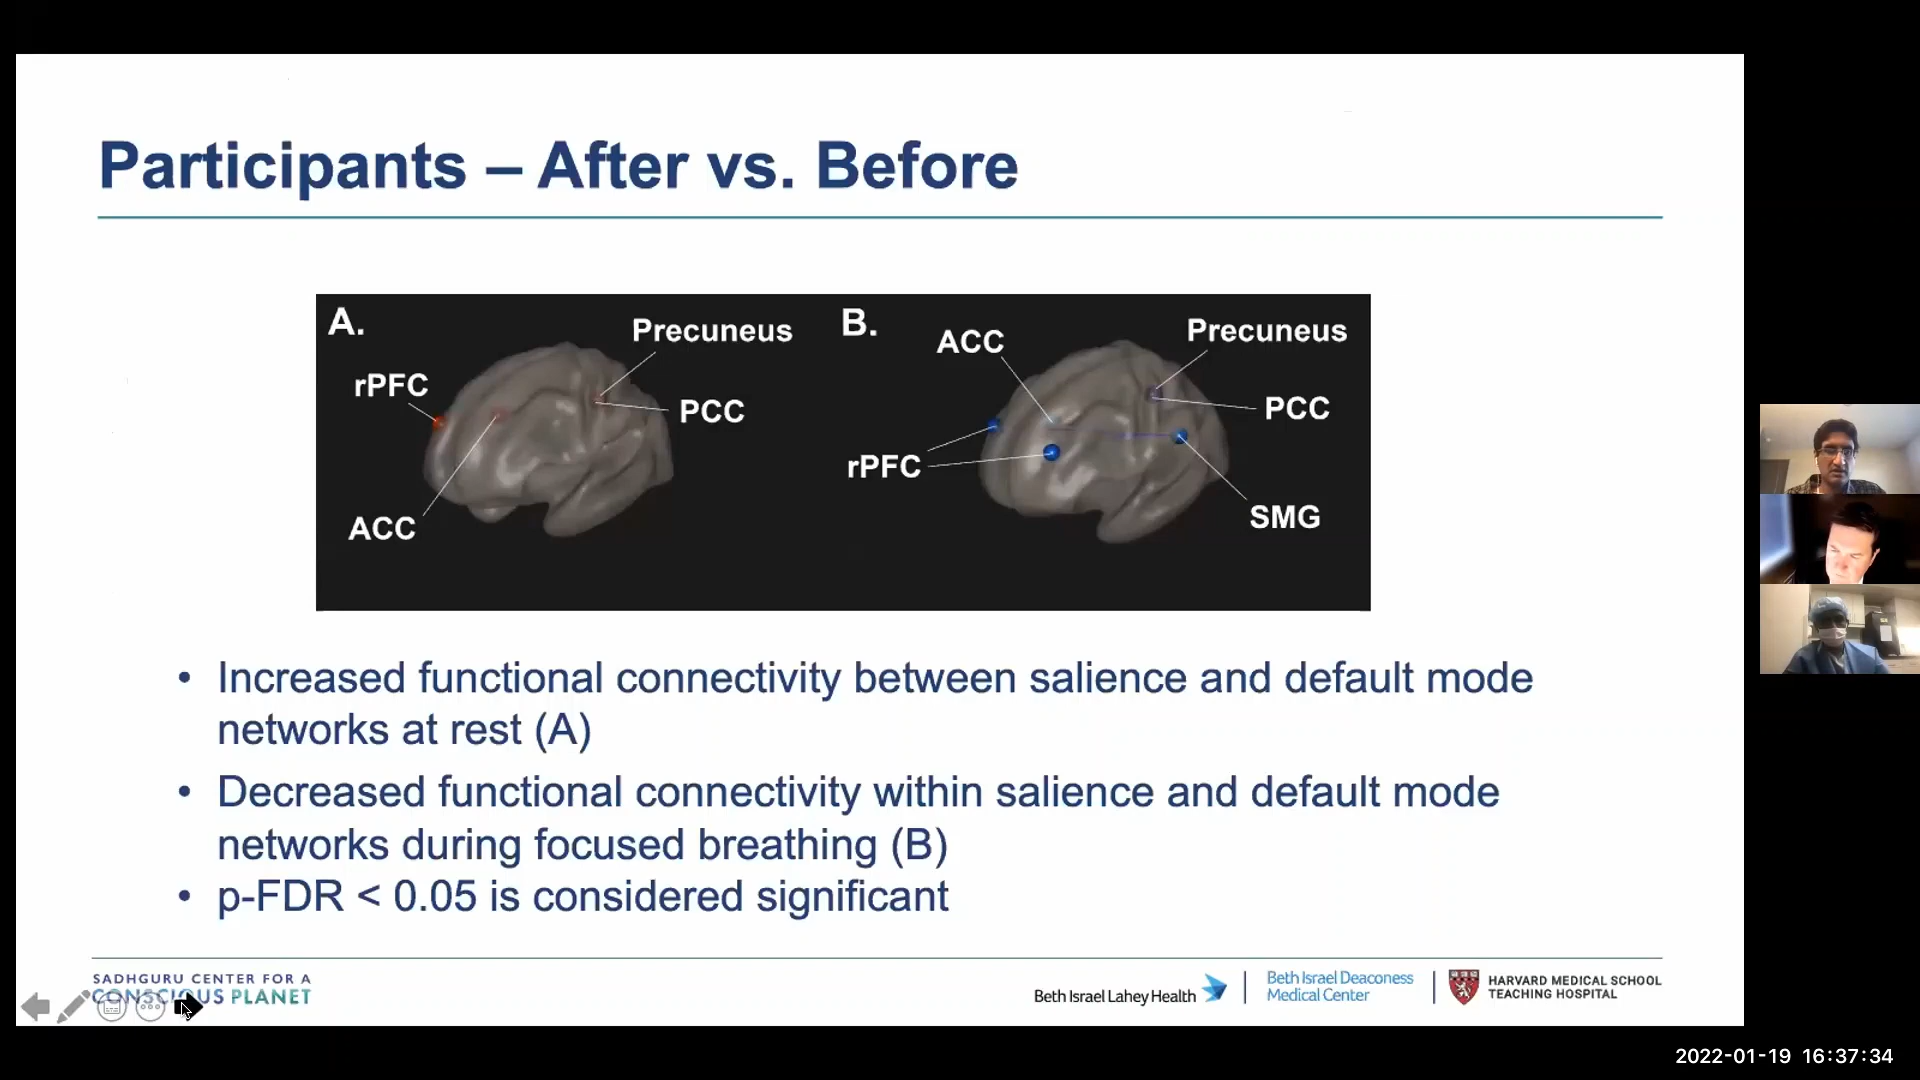 Participants – After vs. Before
A.
Precuneus
rPFC
PCC
ACC
B.
ACC
Precuneus
PCC
rPFC
SMG
• Increased functional connectivity between salience and default mode
networks at rest (A)
• Decreased functional connectivity within salience and default mode
networks during focused breathing (B)
• p-FDR < 0.05 is considered significant
SADHGURU CENTER FOR A
CONSCIOUS PLANET
Beth Israel Lahey Health
Beth Israel Deaconess
Medical Center
HARVARD MEDICAL SCHOOL
TEACHING HOSPITAL
2022-01-19 16:37:34